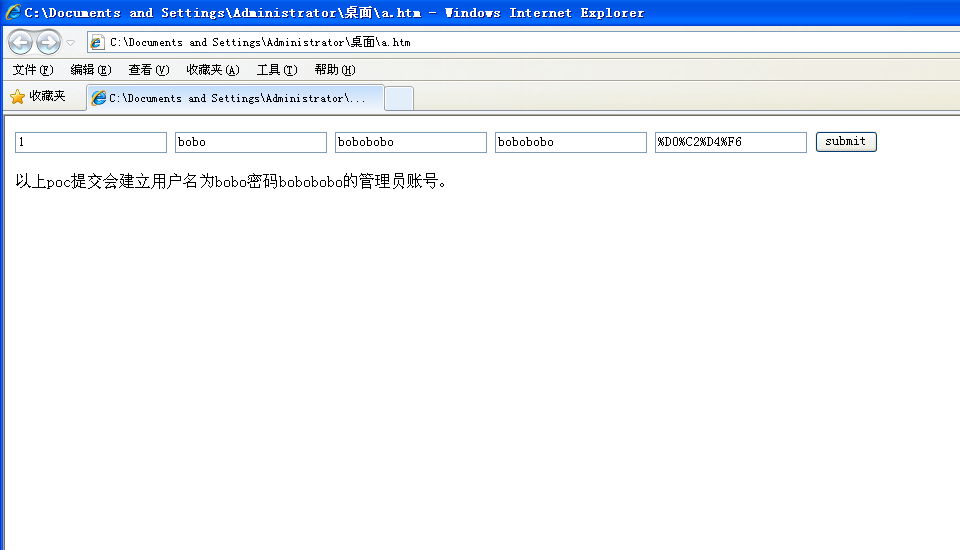 C:\Documents and Settings\Administrator\桌面\a.htm - Windows Internet Explorer
C:\Documents and Settings\Administrator\桌面\a.htm
文件(F) 编辑(E) 查看(V) 收藏夹(A) 工具(T) 帮助(H)
收藏夹 C:\Documents and Settings\Administrator\...
1 bobo bobobobo bobobobo %D0%C2%D4%F6 submit
以上poc提交会建立用户名为bobo密码bobobobo的管理员账号。